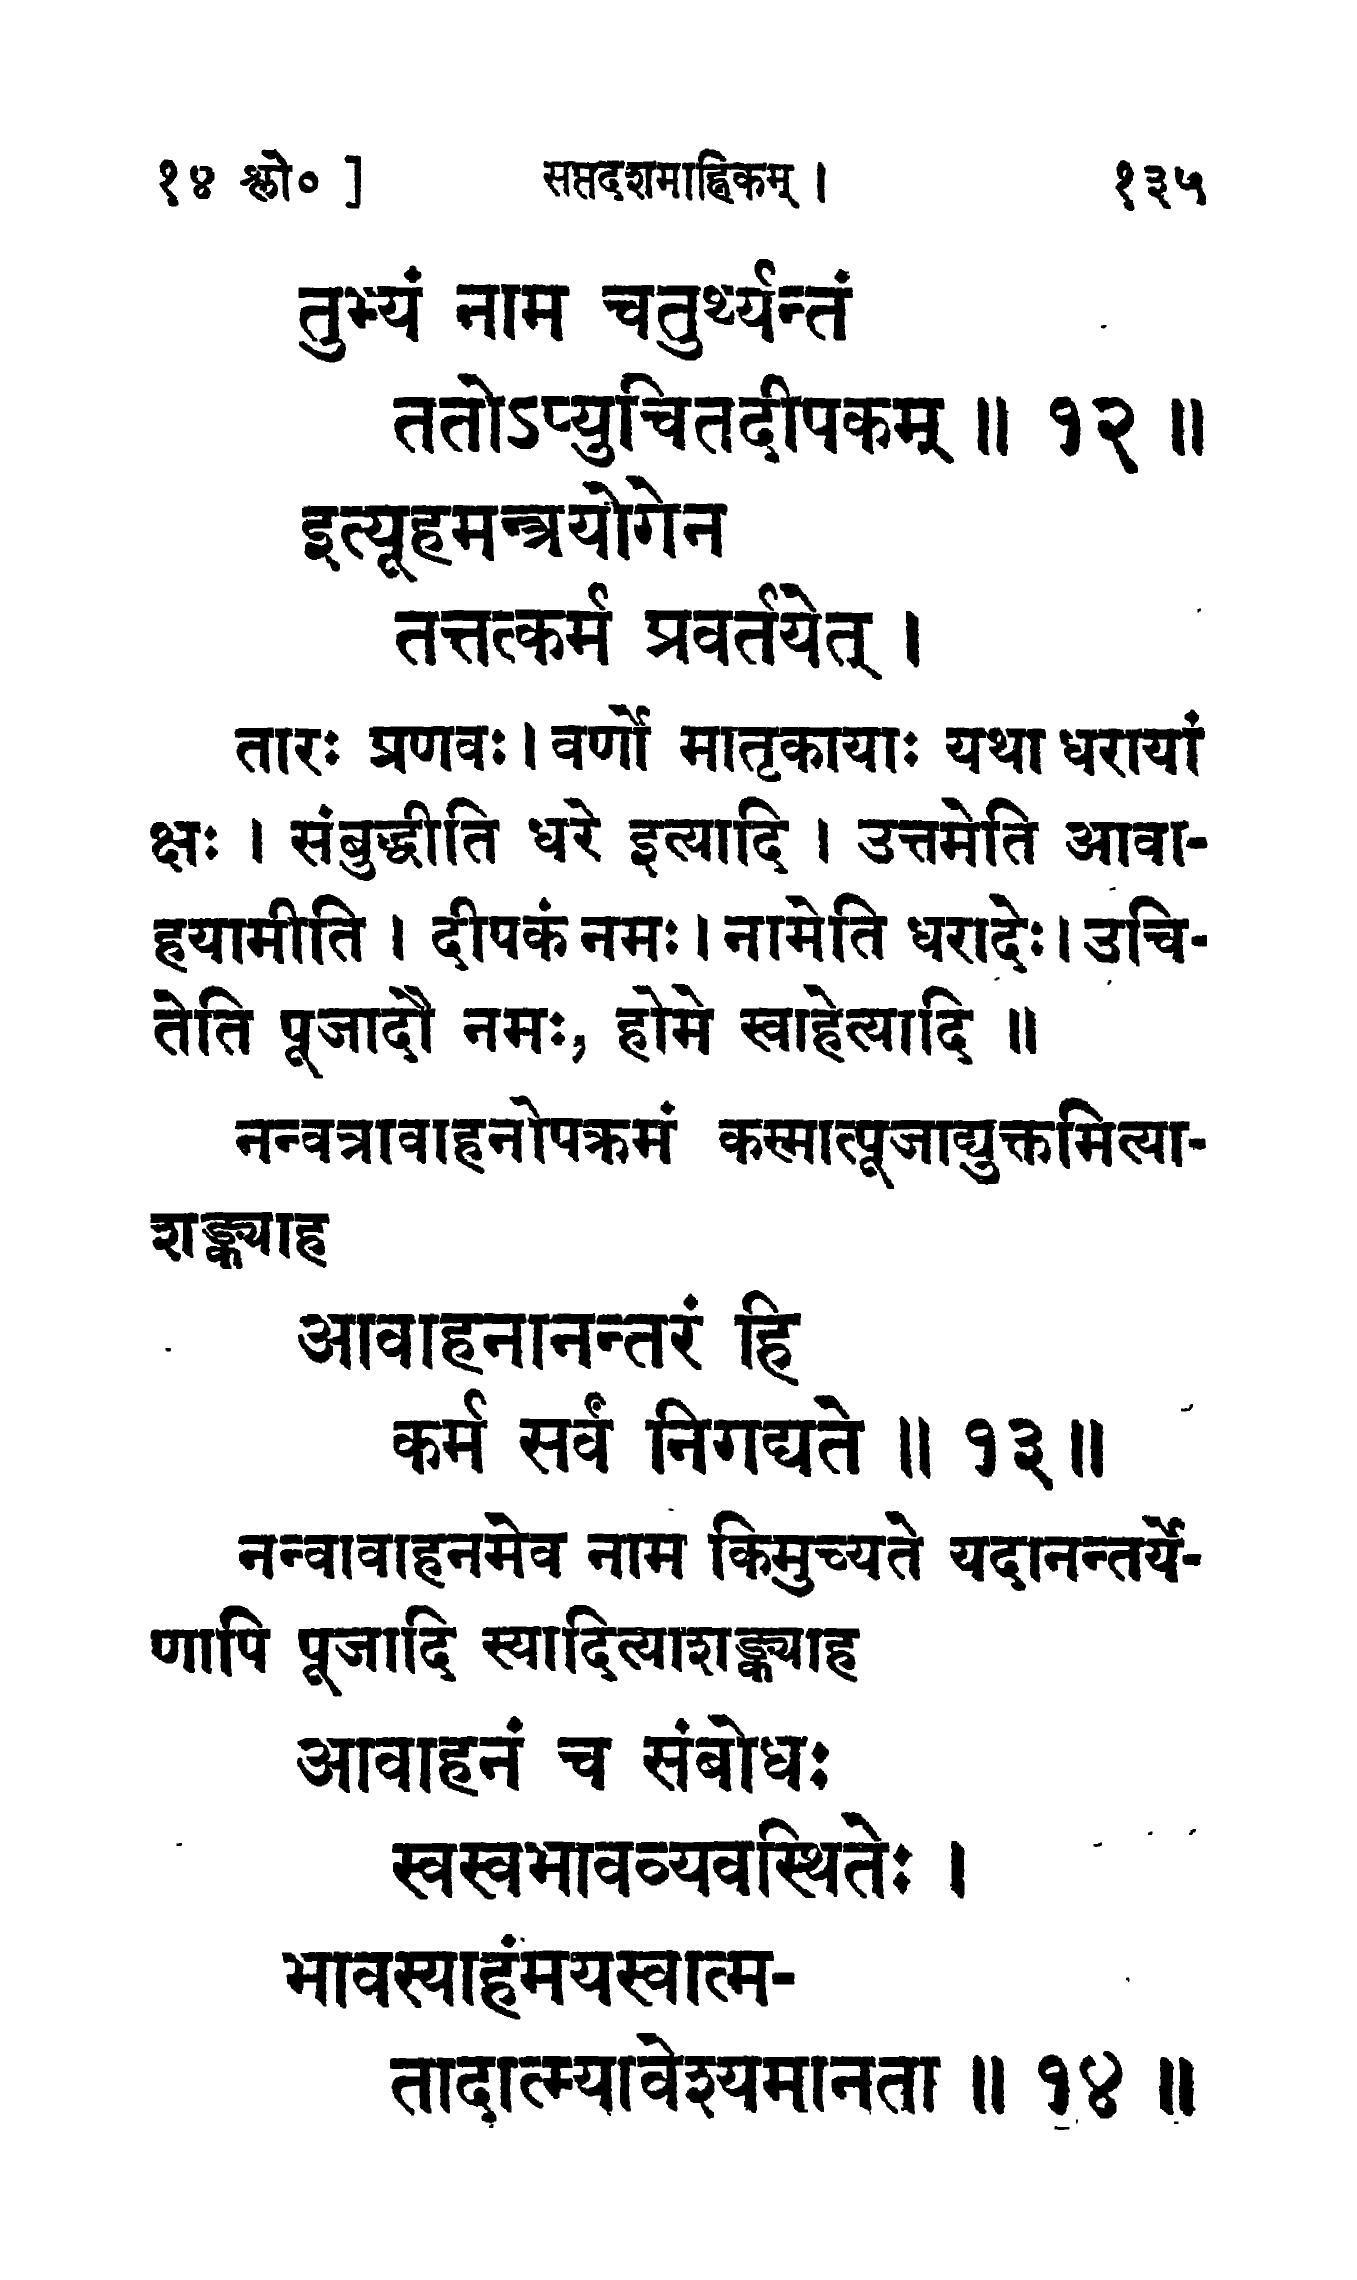 १४ श्लो० ]	सप्तदशमाह्निकम् ।	१३५
तुभ्यं नाम चतुर्थ्यन्तं
ततोऽप्युचितदीपकम् ॥ १२ ॥
इत्यूहमन्त्रयोगेन
तत्तत्कर्म प्रवर्तयेत् ।
तारः प्रणवः । वर्णो मातृकायाः यथा धरायां
क्षः । संबुद्धीति धरे इत्यादि । उत्तमेति आवा-
हयामीति । दीपकं नमः । नामेति धरादेः । उचि-
तेति पूजादौ नमः, होमे स्वाहेत्यादि ॥
नन्वत्रावाहनोपक्रमं कस्मात्पूजाद्युक्तमित्या-
शङ्क्याह
आवाहनानन्तरं हि
कर्म सर्वं निगद्यते ॥ १३ ॥
नन्वावाहनमेव नाम किमुच्यते यदानन्तर्ये-
णापि पूजादि स्यादित्याशङ्क्याह
आवाहनं च संबोधः
स्वस्वभावव्यवस्थितेः ।
भावस्याहंमयस्वात्म-
तादात्म्यावेश्यमानता ॥ १४ ॥